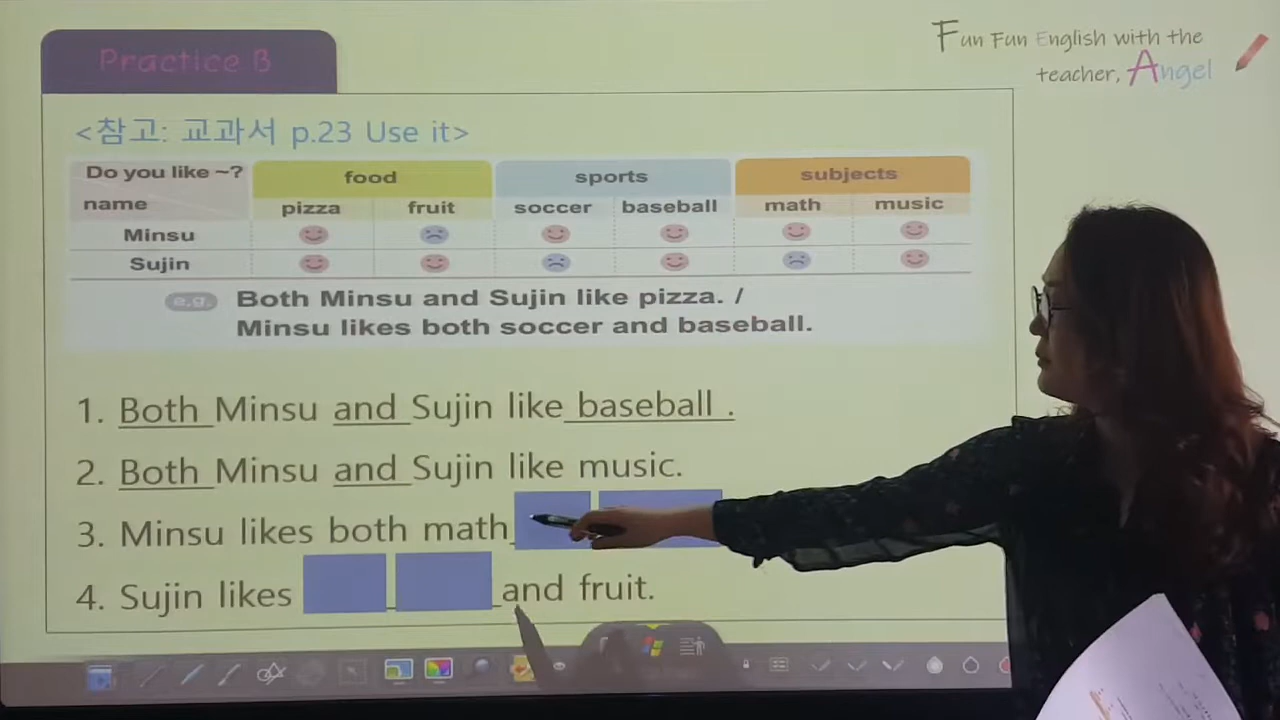 Practice B
Fun Fun English with the
teacher, Angel
<참고: 교과서 p.23 Use it>
Do you like ~? food sports subjects
name pizza fruit soccer baseball math music
Minsu
Sujin
e.g. Both Minsu and Sujin like pizza. /
Minsu likes both soccer and baseball.
1. Both Minsu and Sujin like baseball .
2. Both Minsu and Sujin like music.
3. Minsu likes both math
4. Sujin likes and fruit.